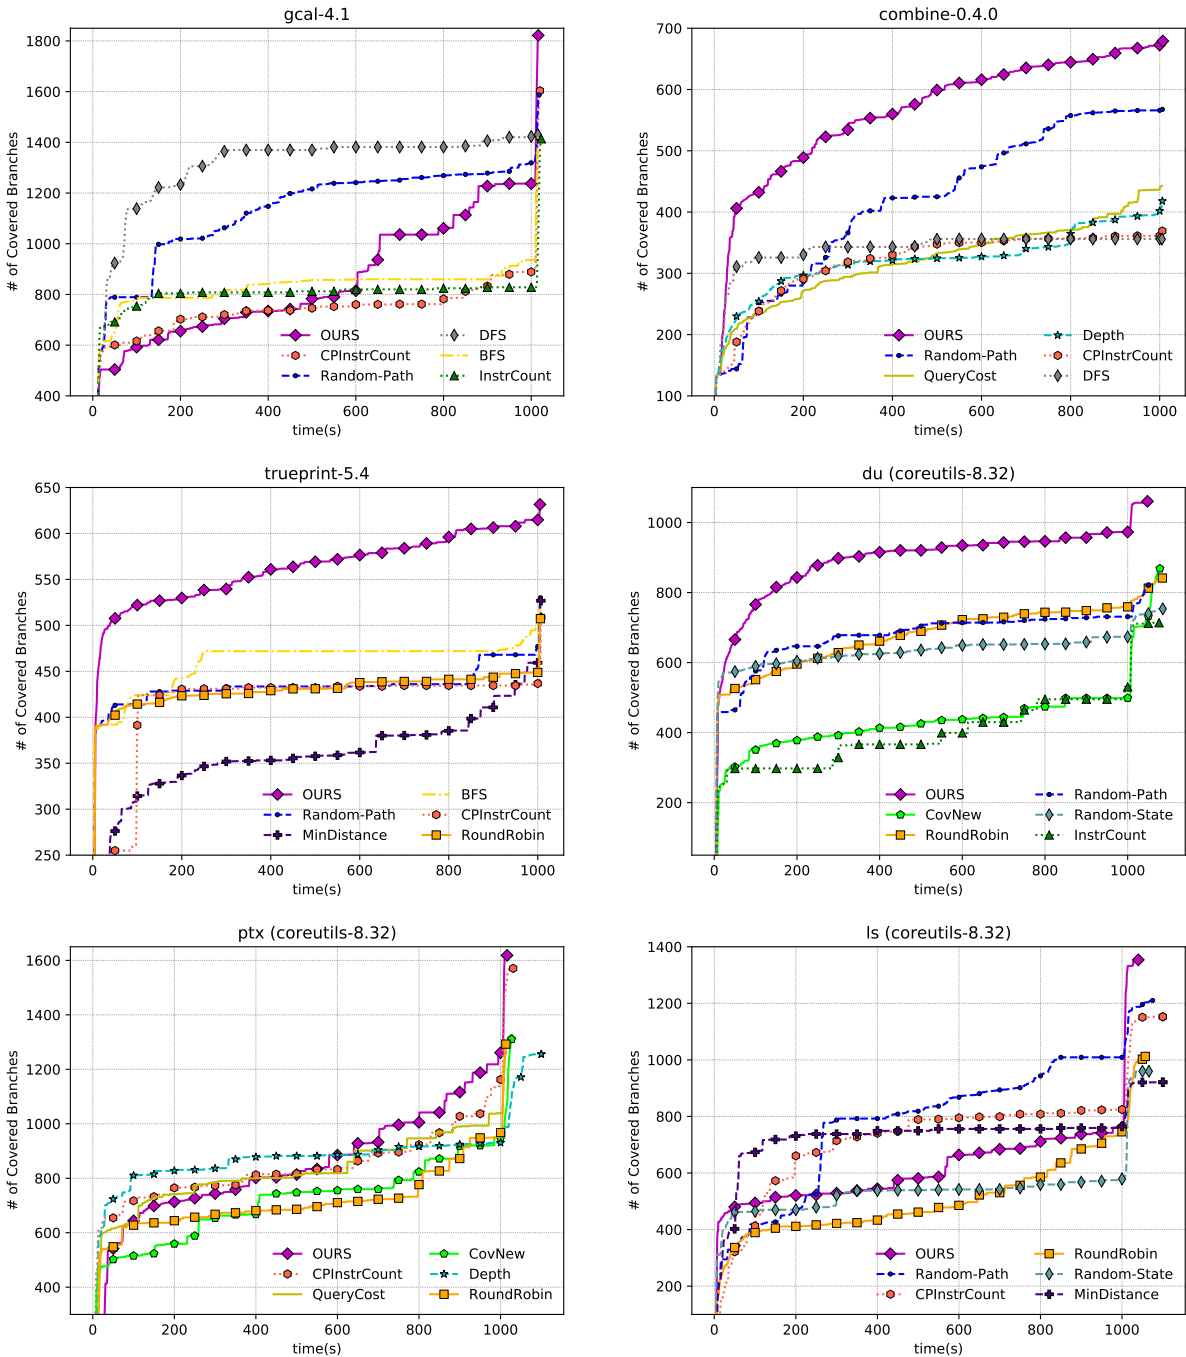 gcal-4.1
# of Covered Branches
1800
1600
1400
1200
1000
800
600
400
0 200 400 600 800 1000
time(s)
OURS
CPInstrCount
Random-Path
DFS
BFS
InstrCount
combine-0.4.0
# of Covered Branches
700
600
500
400
300
200
100
0 200 400 600 800 1000
time(s)
OURS
Random-Path
QueryCost
Depth
CPInstrCount
DFS
trueprint-5.4
# of Covered Branches
650
600
550
500
450
400
350
300
250
0 200 400 600 800 1000
time(s)
OURS
Random-Path
MinDistance
BFS
CPInstrCount
RoundRobin
du (coreutils-8.32)
# of Covered Branches
1000
800
600
400
200
0 200 400 600 800 1000
time(s)
OURS
CovNew
RoundRobin
Random-Path
Random-State
InstrCount
ptx (coreutils-8.32)
# of Covered Branches
1600
1400
1200
1000
800
600
400
0 200 400 600 800 1000
time(s)
OURS
CPInstrCount
QueryCost
CovNew
Depth
RoundRobin
ls (coreutils-8.32)
# of Covered Branches
1400
1200
1000
800
600
400
200
0 200 400 600 800 1000
time(s)
OURS
Random-Path
CPInstrCount
RoundRobin
Random-State
MinDistance